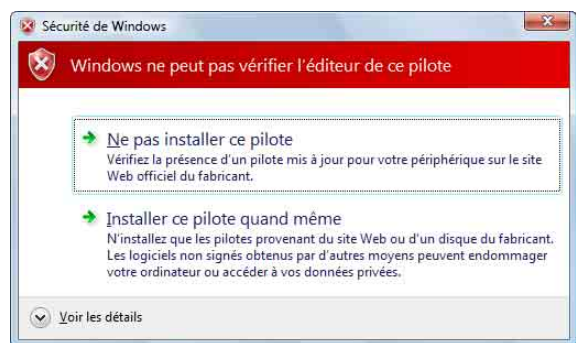 Sécurité de Windows
Windows ne peut pas vérifier l'éditeur de ce pilote
Ne pas installer ce pilote
Vérifiez la présence d'un pilote mis à jour pour votre périphérique sur le site
Web officiel du fabricant.
Installer ce pilote quand même
N'installez que les pilotes provenant du site Web ou d'un disque du fabricant.
Les logiciels non signés obtenus par d'autres moyens peuvent endommager
votre ordinateur ou accéder à vos données privées.
Voir les détails